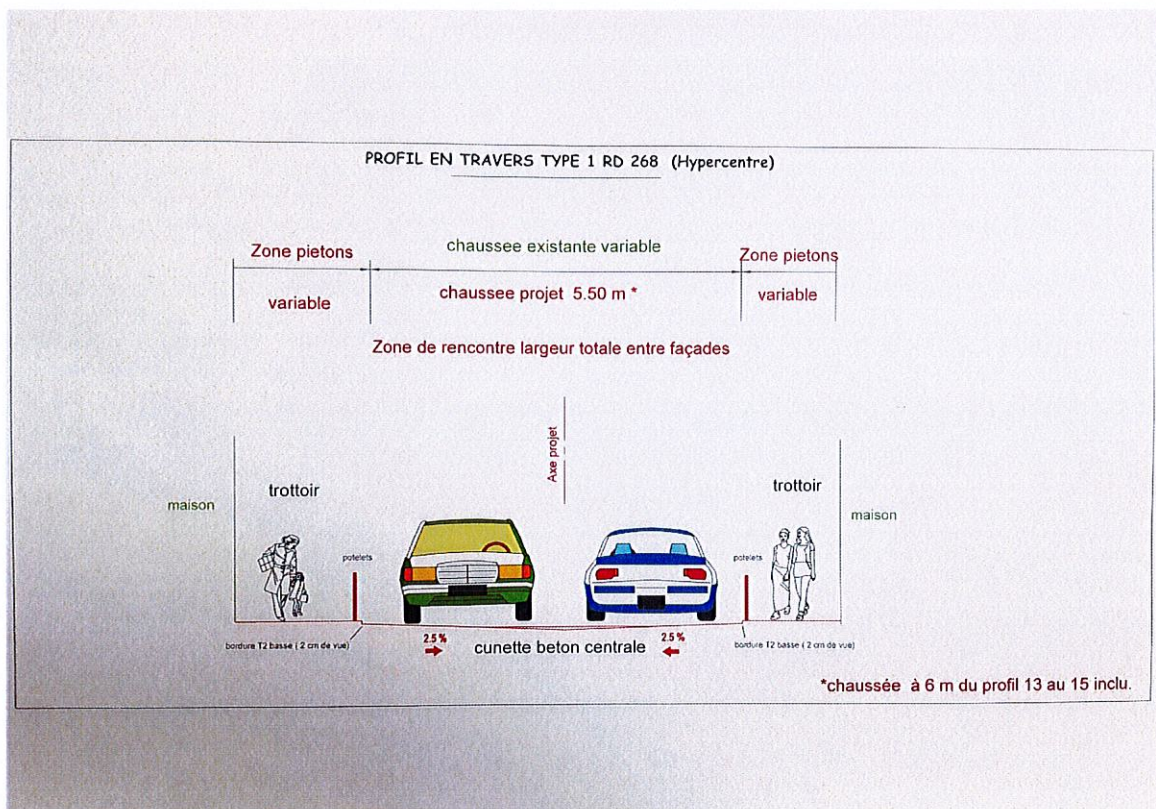 PROFIL EN TRAVERS TYPE 1 RD 268 (Hypercentre)
Zone pietons
chaussee existante variable
Zone pietons
variable
chaussee projet 5.50 m *
variable
Zone de rencontre largeur totale entre façades
Axe projet
maison
trottoir
trottoir
maison
potelets
potelets
bordure T2 basse ( 2 cm de vue)
2.5 %
cunette beton centrale
2.5 %
bordure T2 basse ( 2 cm de vue)
*chaussée à 6 m du profil 13 au 15 inclu.